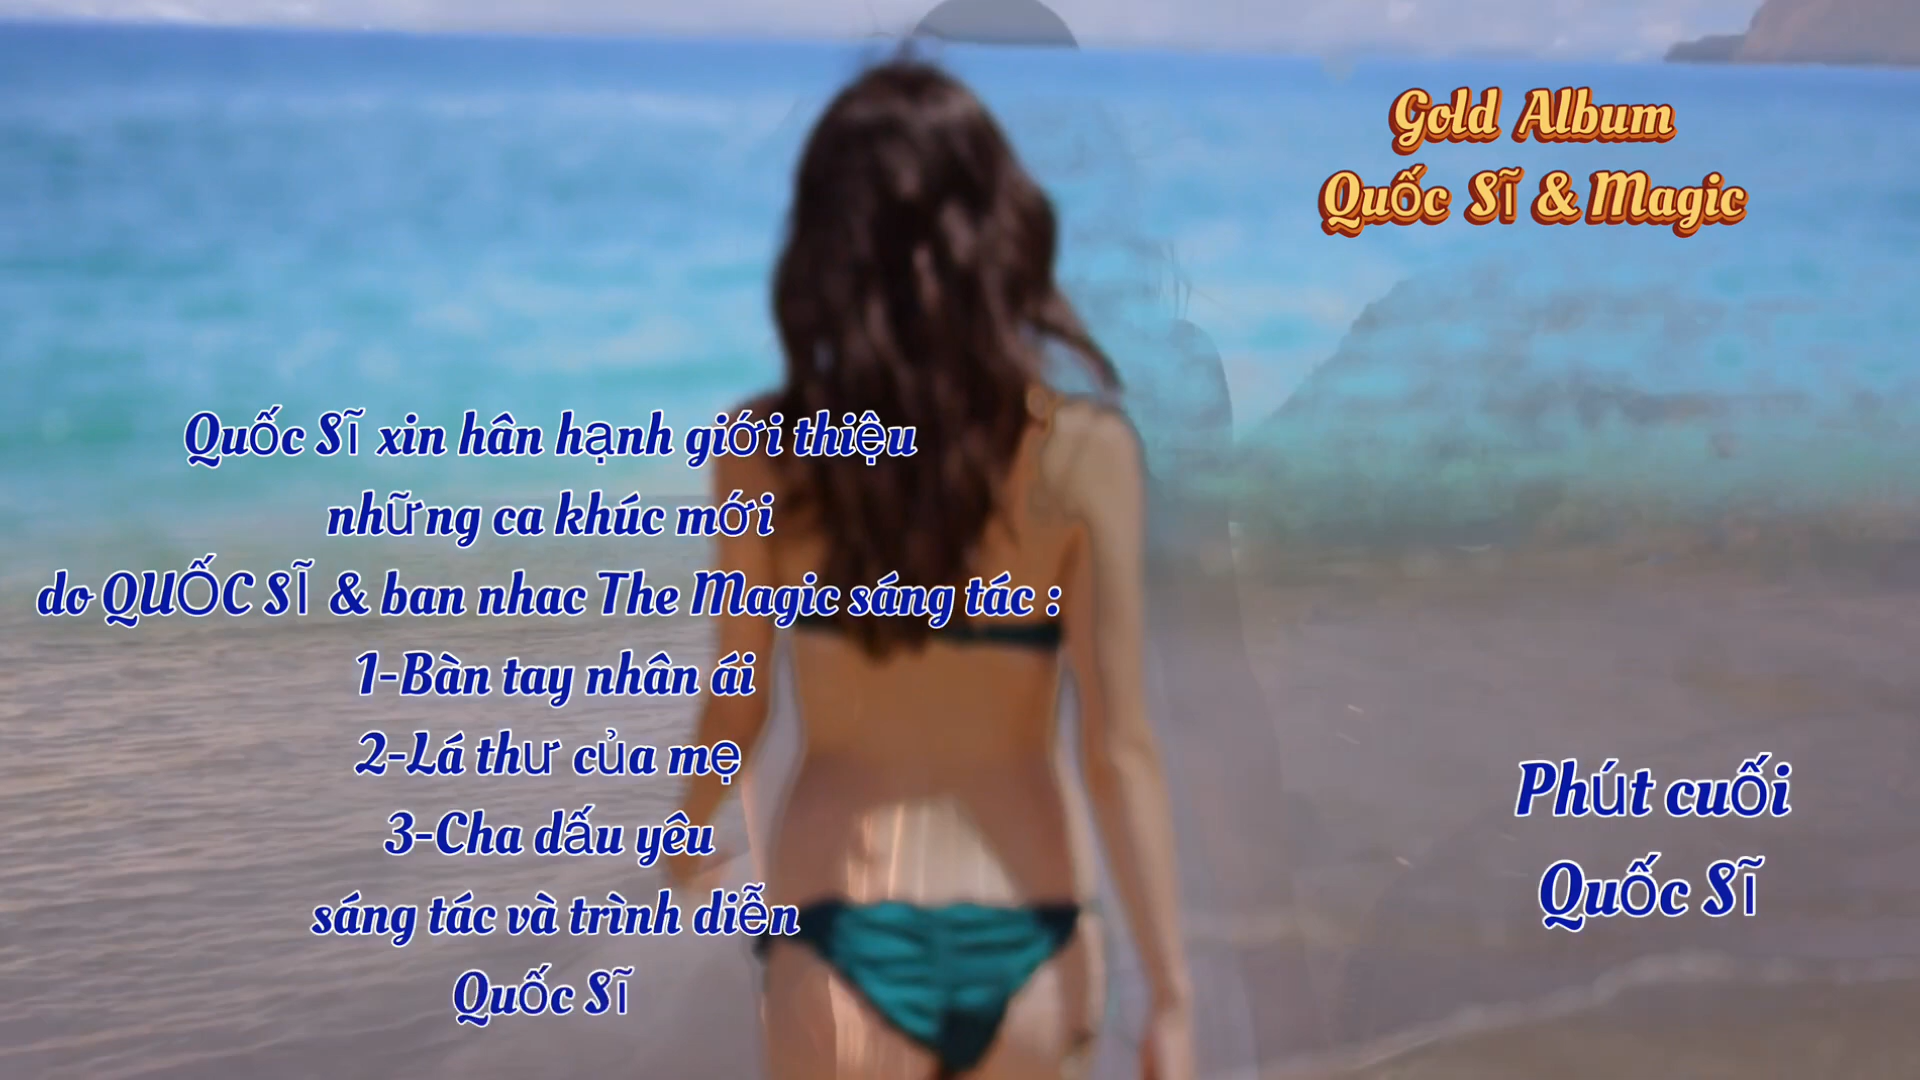 Gold Album
Quốc Sĩ & Magic
Quốc Sĩ xin hân hạnh giới thiệu
những ca khúc mới
do QUỐC SĨ & ban nhac The Magic sáng tác :
1-Bàn tay nhân ái
2-Lá thư của mẹ
3-Cha dấu yêu
sáng tác và trình diễn
Quốc Sĩ
Phút cuối
Quốc Sĩ